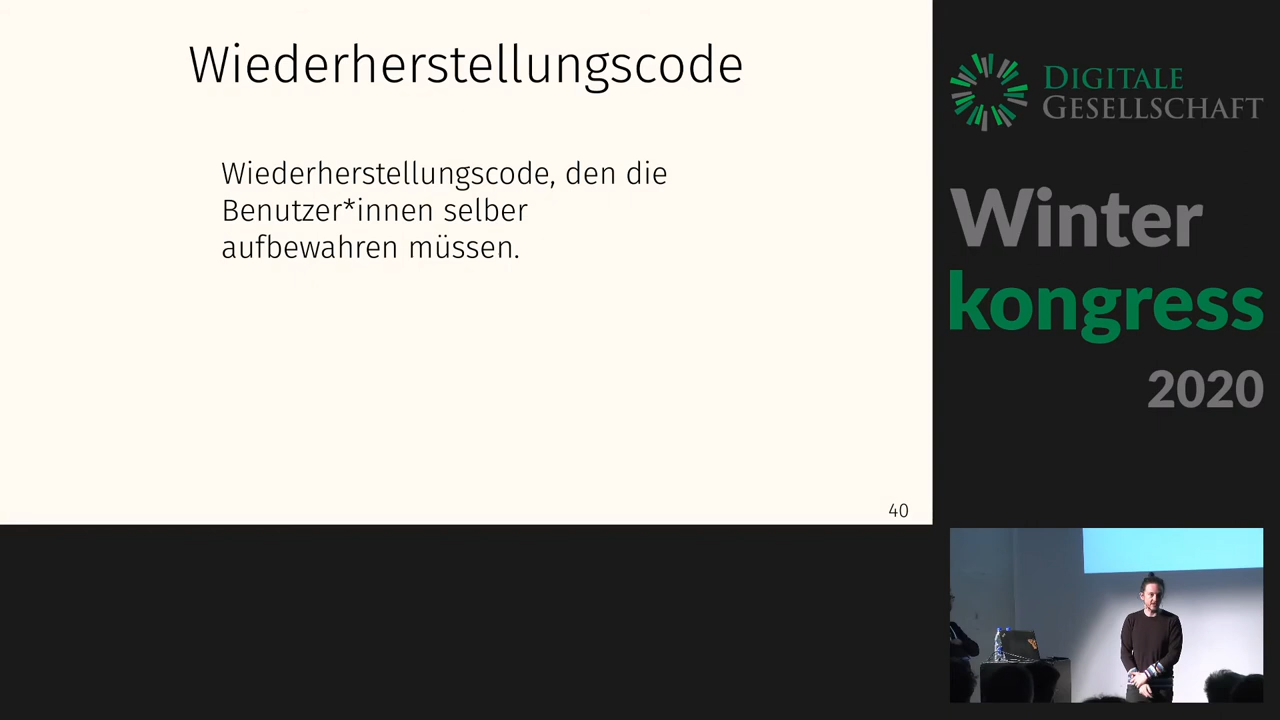 Wiederherstellungscode
Wiederherstellungscode, den die
Benutzer*innen selber
aufbewahren müssen.
40
DIGITALE
GESELLSCHAFT
Winter
kongress
2020